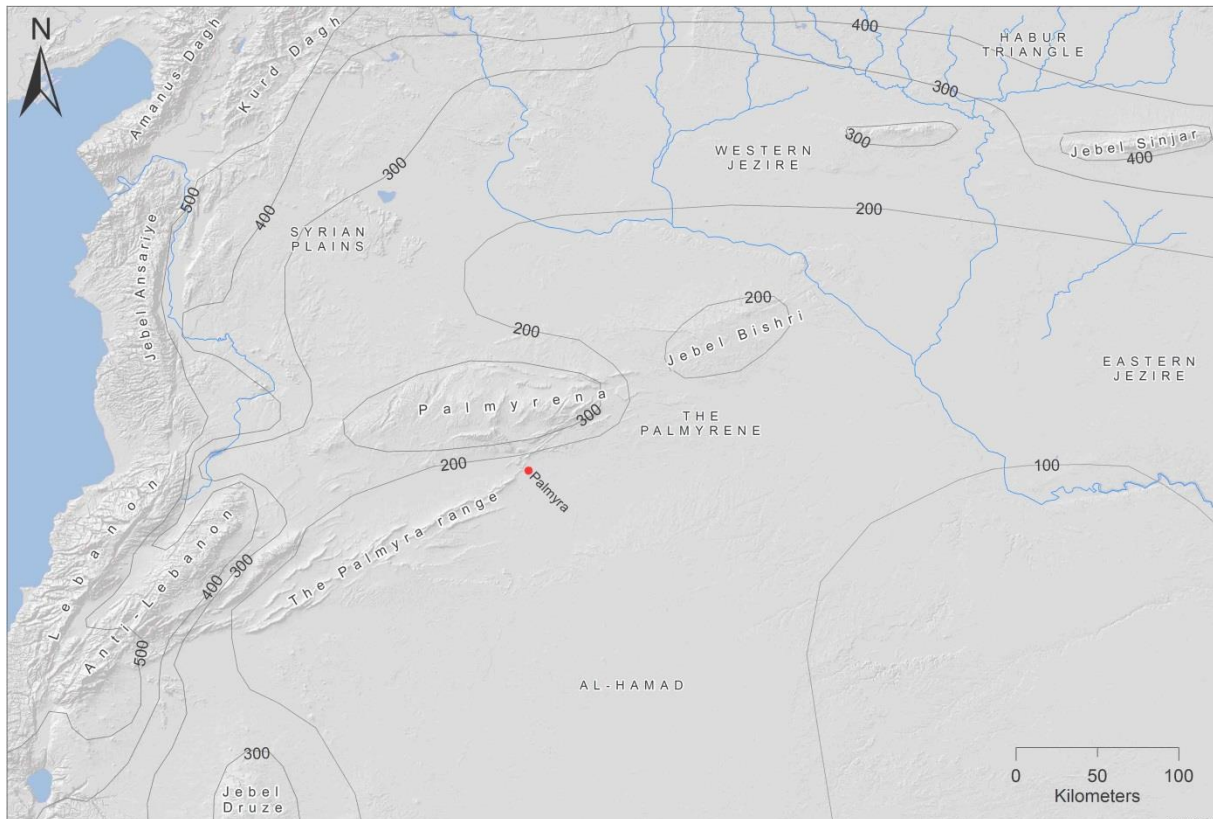 N
Amanus Dagh
Kurd Dagh
400
HABUR
TRIANGLE
300
300
Jebel Sinjar
400
WESTERN
JEZIRE
300
500
400
200
SYRIAN
PLAINS
Jebel Ansariye
200
Jebel Bishri
200
EASTERN
JEZIRE
Palmyrena
300
THE
PALMYRENE
200
100
Palmyra
The Palmyra range
Lebanon
Anti-Lebanon
400
300
500
AL-HAMAD
300
Jebel
Druze
0 50 100
Kilometers